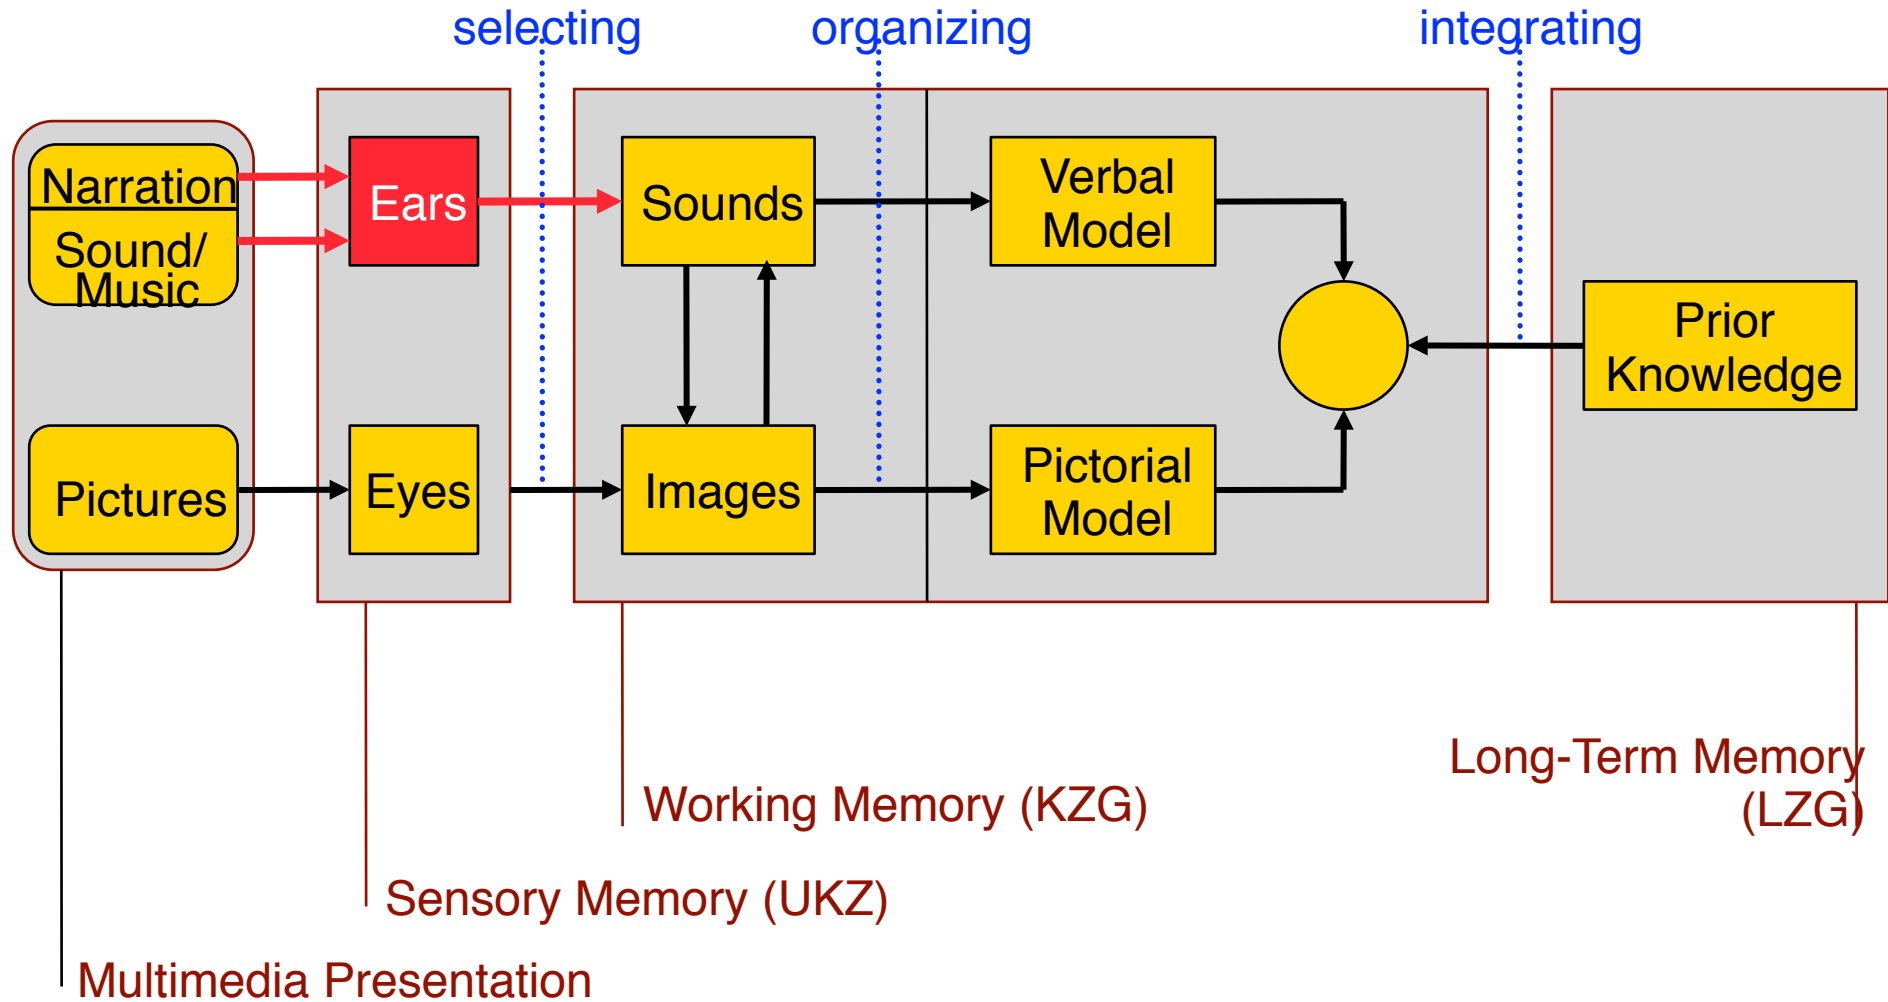 selecting
organizing
integrating
Narration
Sound/
Music
Pictures
Ears
Eyes
Sounds
Images
Verbal
Model
Pictorial
Model
Prior
Knowledge
Long-Term Memory
(LZG)
Working Memory (KZG)
Sensory Memory (UKZ)
Multimedia Presentation